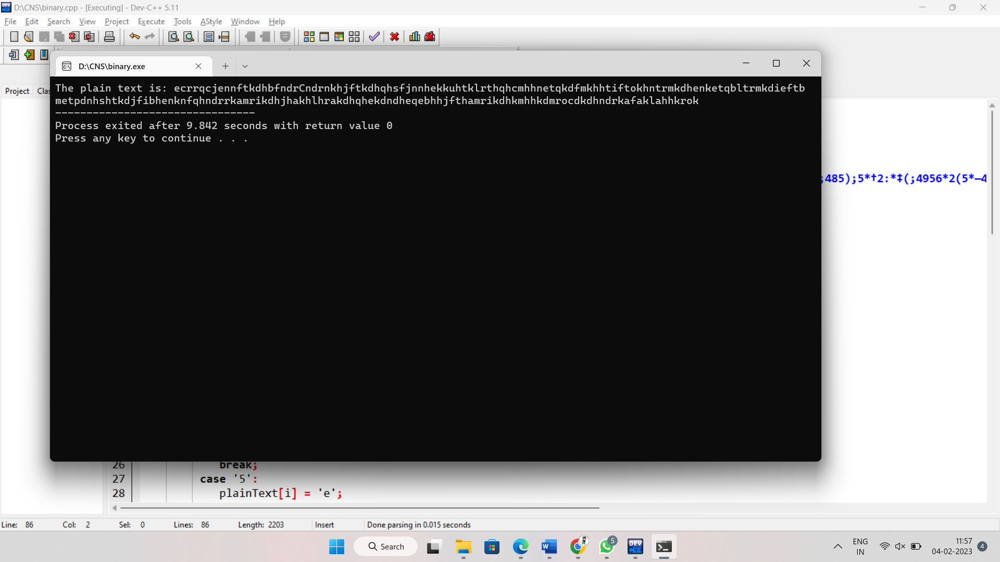 D:\CNS\binary.cpp - [Executing] - Dev-C++ 5.11
File Edit Search View Project Execute Tools AStyle Window Help
D:\CNS\binary.exe
Project Clas
The plain text is: ecrrqcjennftkdhbfndrCndrnkhjftkdhqhsfjnnhekkuhtklrthqhcmhhnetqkdfmkhhtiftokhntrmkdhenketqbltrmkdieftb
metpdnhshtkdjfibhenknfqhndrrkamrikdhjhakhlhrakdhqhekdndheqebhhjfthamrikdhkmhhkdmrocdkdhndrkafaklahhkrok
--------------------------------
Process exited after 9.842 seconds with return value 0
Press any key to continue . . .
;485);5*†2:*‡(;4956*2(5*—4
26 break;
27 case '5':
28 plainText[i] = 'e';
Line: 86 Col: 2 Sel: 0 Lines: 86 Length: 2203 Insert Done parsing in 0.015 seconds
Search
5
DEV
C++
ENG
IN
11:57
04-02-2023
4